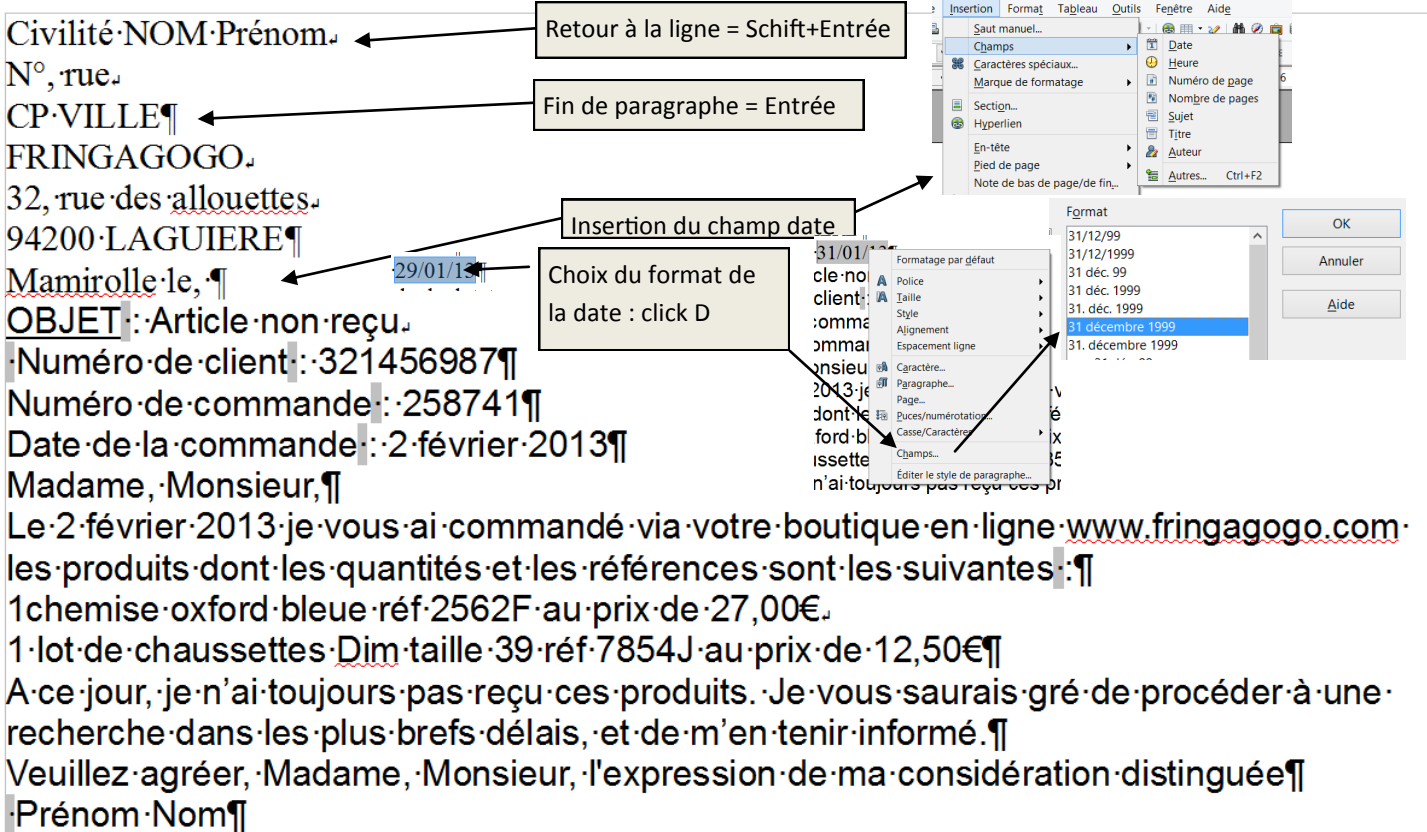 Civilité NOM Prénom
N°, rue
CP VILLE¶
FRINGAGOGO
32, rue des allouettes
94200 LAGUIERE¶
Mamirolle le, ¶
29/01/13¶
OBJET : Article non reçu
Numéro de client : 321456987¶
Numéro de commande : 258741¶
Date de la commande : 2 février 2013¶
Madame, Monsieur,¶
Le 2 février 2013 je vous ai commandé via votre boutique en ligne www.fringagogo.com
les produits dont les quantités et les références sont les suivantes :¶
1chemise oxford bleue réf 2562F au prix de 27,00€
1 lot de chaussettes Dim taille 39 réf 7854J au prix de 12,50€¶
A ce jour, je n’ai toujours pas reçu ces produits. Je vous saurais gré de procéder à une
recherche dans les plus brefs délais, et de m’en tenir informé.¶
Veuillez agréer, Madame, Monsieur, l'expression de ma considération distinguée¶
Prénom Nom¶
Retour à la ligne = Schift+Entrée
Fin de paragraphe = Entrée
Insertion du champ date
Choix du format de
la date : click D
Insertion Format Tableau Outils Fenêtre Aide
Saut manuel...
Champs
Caractères spéciaux...
Marque de formatage
Section...
Hyperlien
En-tête
Pied de page
Note de bas de page/de fin...
Date
Heure
Numéro de page
Nombre de pages
Sujet
Titre
Auteur
Autres... Ctrl+F2
31/01/1
Formatage par défaut
Police
Taille
Style
Alignement
Espacement ligne
Caractère...
Paragraphe...
Page...
Puces/numérotation...
Casse/Caractères
Champs...
Éditer le style de paragraphe...
n'ai toujours pas reçu ces pr
Format
31/12/99
31/12/1999
31 déc. 99
31 déc. 1999
31. déc. 1999
31 décembre 1999
31. décembre 1999
OK
Annuler
Aide